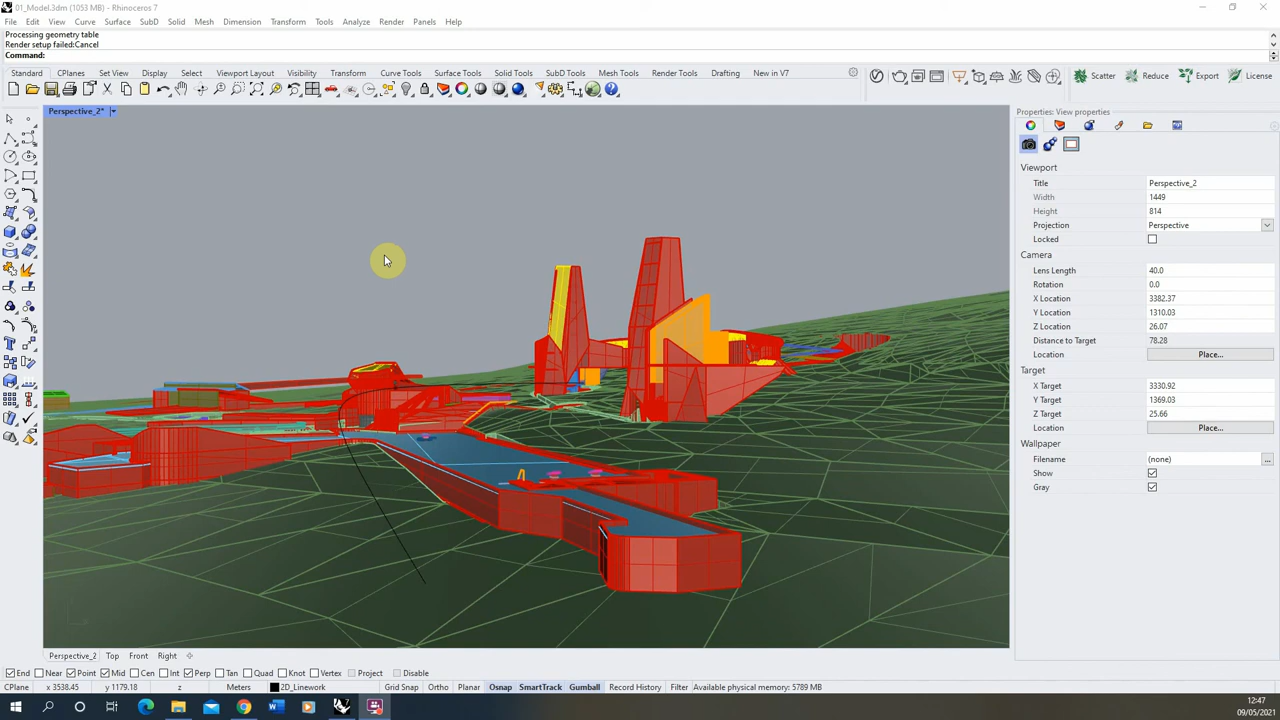 01_Model.3dm (1053 MB) - Rhinoceros 7
File Edit View Curve Surface SubD Solid Mesh Dimension Transform Tools Analyze Render Panels Help
Processing geometry table
Render setup failed:Cancel
Command:
Standard CPlanes Set View Display Select Viewport Layout Visibility Transform Curve Tools Surface Tools Solid Tools SubD Tools Mesh Tools Render Tools Drafting New in V7
Scatter Reduce Export License
Perspective_2*
Properties: View properties
Viewport
Title Perspective_2
Width 1449
Height 814
Projection Perspective
Locked
Camera
Lens Length 40.0
Rotation 0.0
X Location 3382.37
Y Location 1310.03
Z Location 26.07
Distance to Target 78.28
Location Place...
Target
X Target 3330.92
Y Target 1369.03
Z Target 25.66
Location Place...
Wallpaper
Filename (none) ...
Show
Gray
Perspective_2 Top Front Right
End Near Point Mid Cen Int Perp Tan Quad Knot Vertex Project Disable
CPlane x 3538.45 y 1179.18 z Meters 2D_Linework Grid Snap Ortho Planar Osnap SmartTrack Gumball Record History Filter Available physical memory: 5789 MB
12:47
09/05/2021